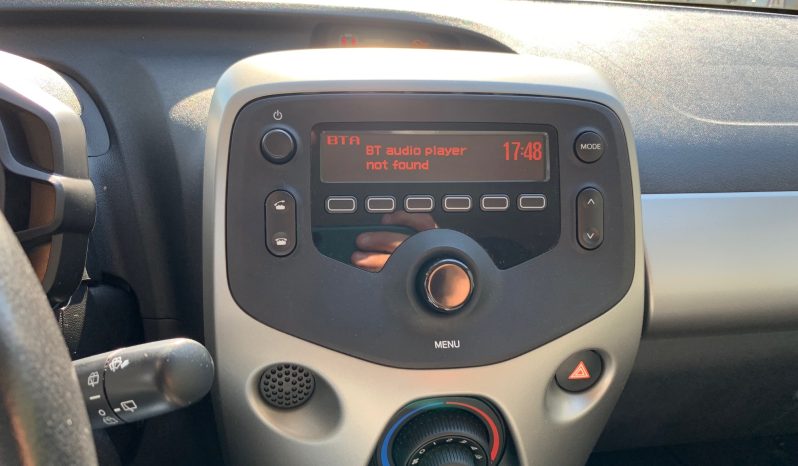 BTA
BT audio player
not found
17:48
MODE
MENU